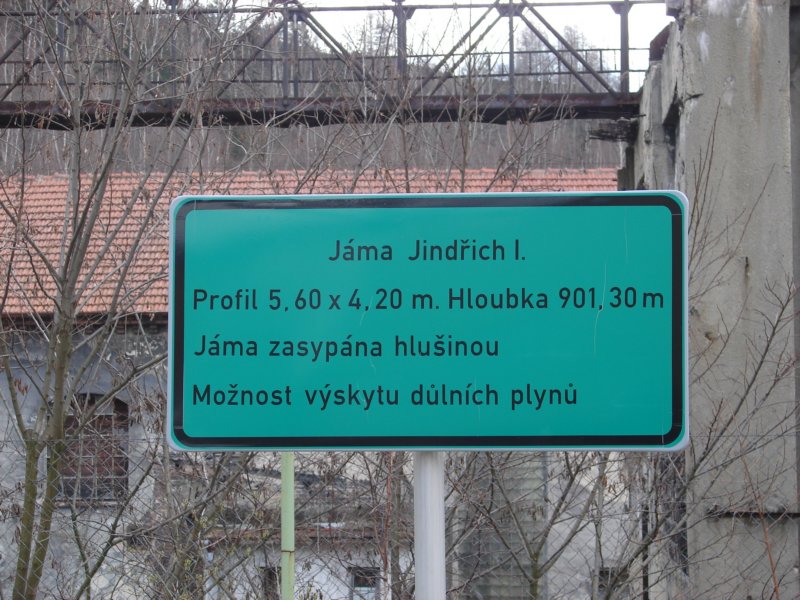 Jáma Jindřich I.
Profil 5,60 x 4,20 m. Hloubka 901,30 m
Jáma zasypána hlušinou
Možnost výskytu důlních plynů